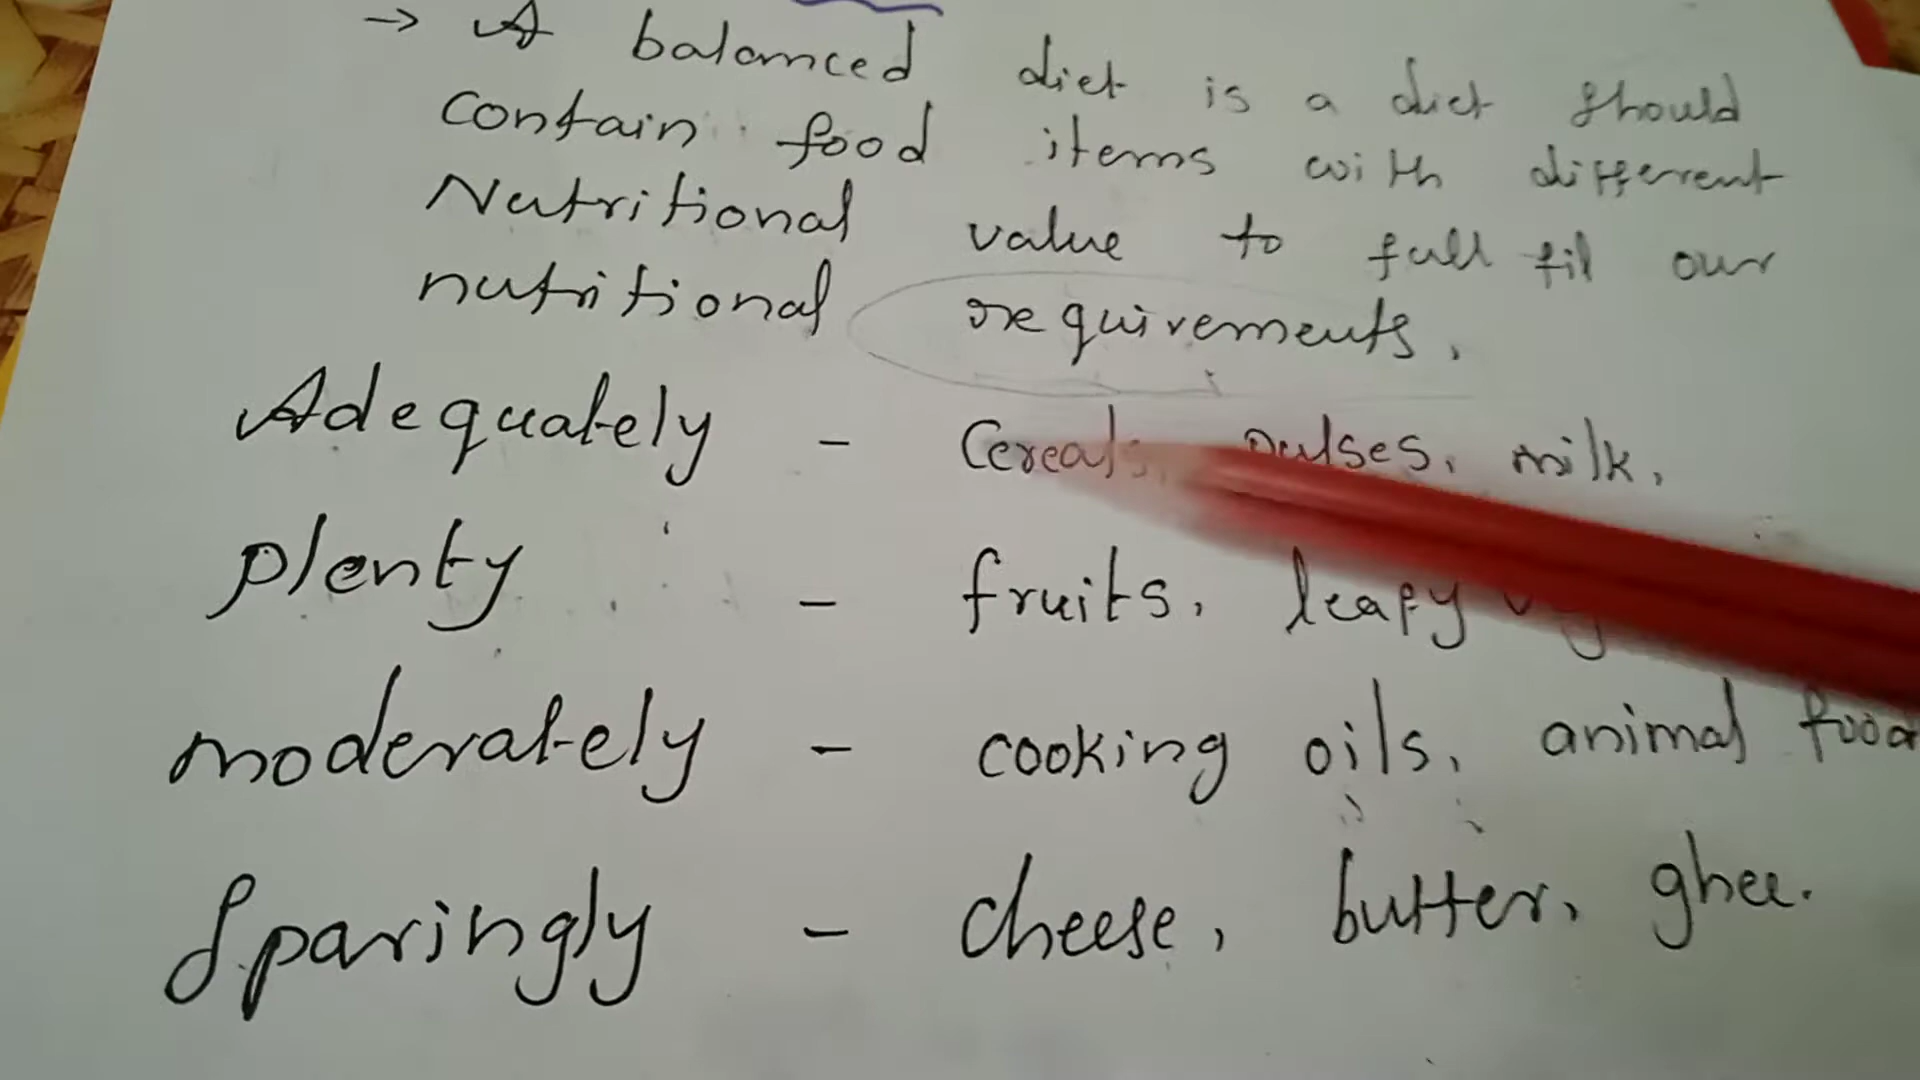 → A balanced diet is a diet should
contain food items with different
Nutritional value to full fil our
nutritional requirements.
Adequately - Cereals, pulses, milk,
plenty - fruits, leafy
moderately - cooking oils, animal food
Sparingly - cheese, butter, ghee.